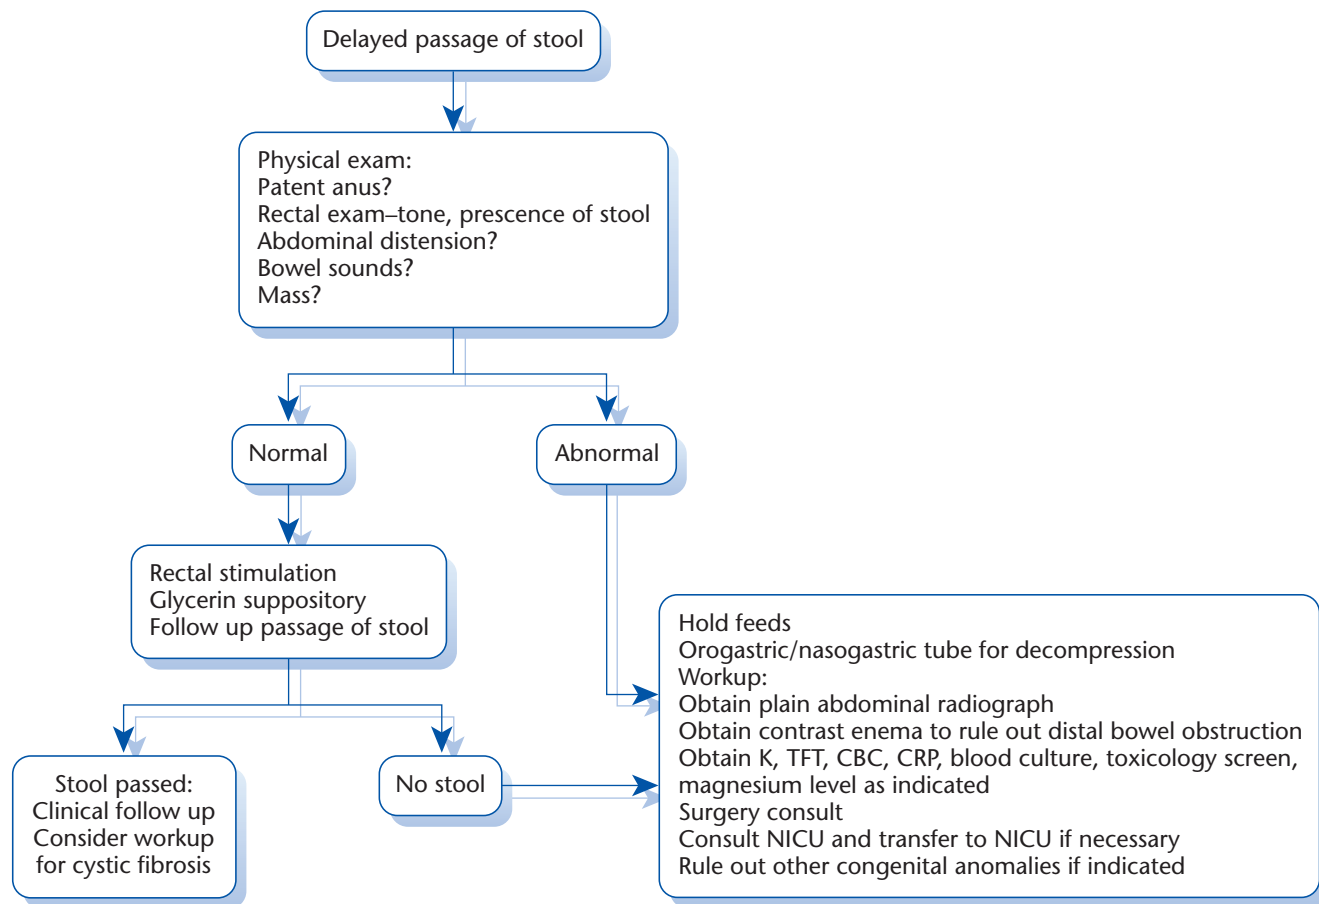 Delayed passage of stool
Physical exam:
Patent anus?
Rectal exam–tone, prescence of stool
Abdominal distension?
Bowel sounds?
Mass?
Normal
Abnormal
Rectal stimulation
Glycerin suppository
Follow up passage of stool
Stool passed:
Clinical follow up
Consider workup
for cystic fibrosis
No stool
Hold feeds
Orogastric/nasogastric tube for decompression
Workup:
Obtain plain abdominal radiograph
Obtain contrast enema to rule out distal bowel obstruction
Obtain K, TFT, CBC, CRP, blood culture, toxicology screen,
magnesium level as indicated
Surgery consult
Consult NICU and transfer to NICU if necessary
Rule out other congenital anomalies if indicated